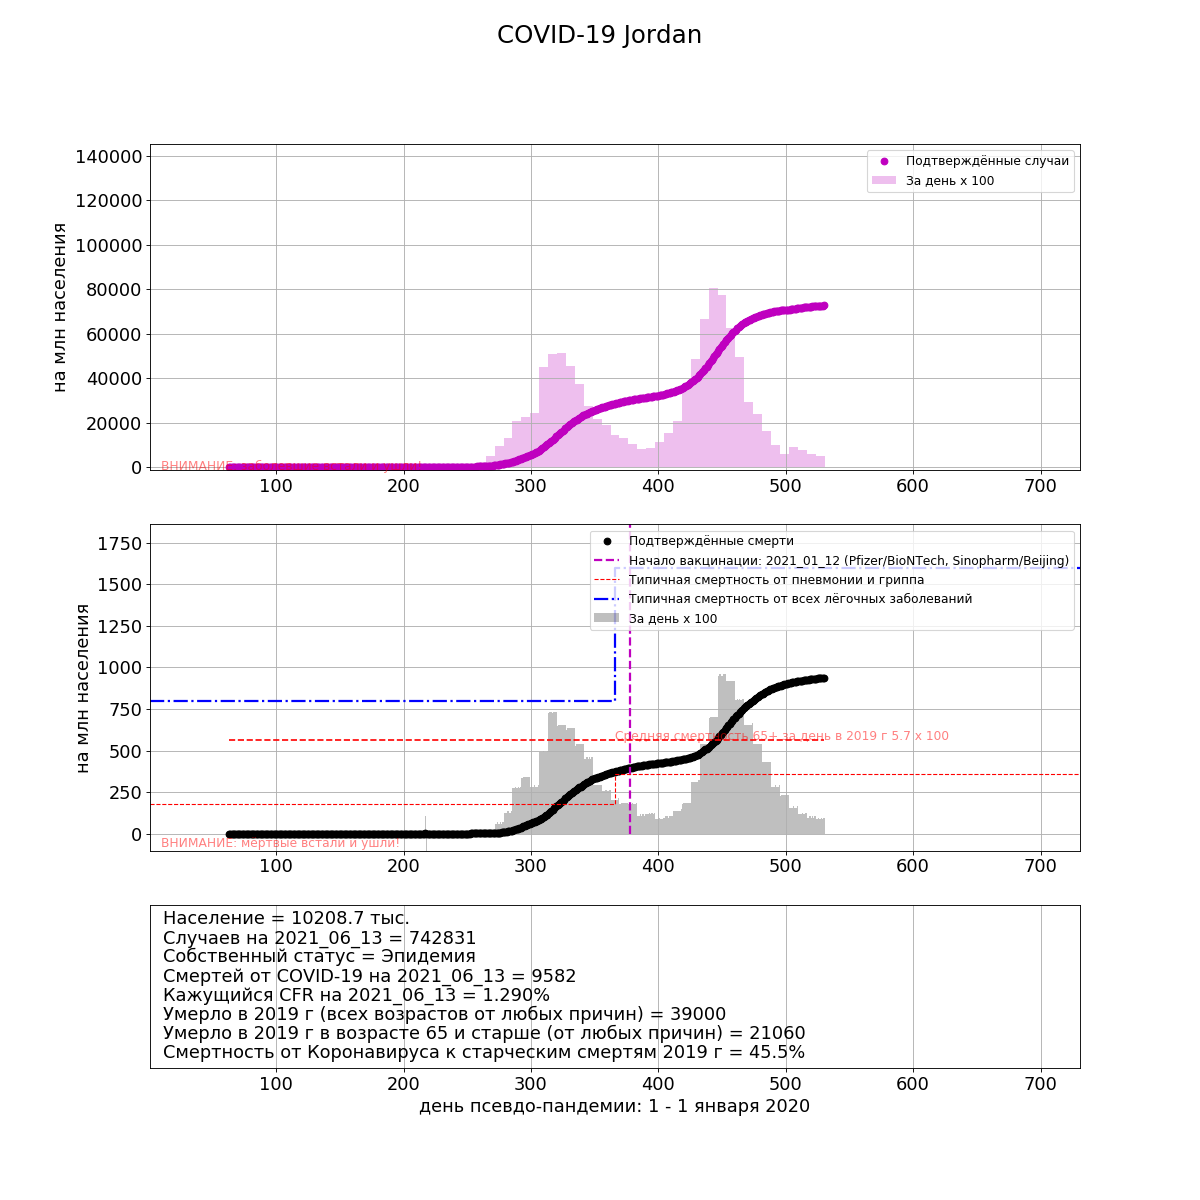 COVID-19 Jordan
140000
120000
100000
80000
60000
40000
20000
0
на млн населения
Подтверждённые случаи
За день x 100
ВНИМАНИЕ:
100 200 300 400 500 600 700
1750
1500
1250
1000
750
500
250
0
на млн населения
Подтверждённые смерти
Начало вакцинации: 2021_01_12 (Pfizer/BioNTech, Sinopharm/Beijing)
Типичная смертность от пневмонии и гриппа
Типичная смертность от всех лёгочных заболеваний
За день x 100
Средняя смертность 65+ за день в 2019 г 5.7 x 100
ВНИМАНИЕ: мёртвые встали и ушли!
100 200 300 400 500 600 700
Население = 10208.7 тыс.
Случаев на 2021_06_13 = 742831
Собственный статус = Эпидемия
Смертей от COVID-19 на 2021_06_13 = 9582
Кажущийся CFR на 2021_06_13 = 1.290%
Умерло в 2019 г (всех возрастов от любых причин) = 39000
Умерло в 2019 г в возрасте 65 и старше (от любых причин) = 21060
Смертность от Коронавируса к старческим смертям 2019 г = 45.5%
100 200 300 400 500 600 700
день псевдо-пандемии: 1 - 1 января 2020